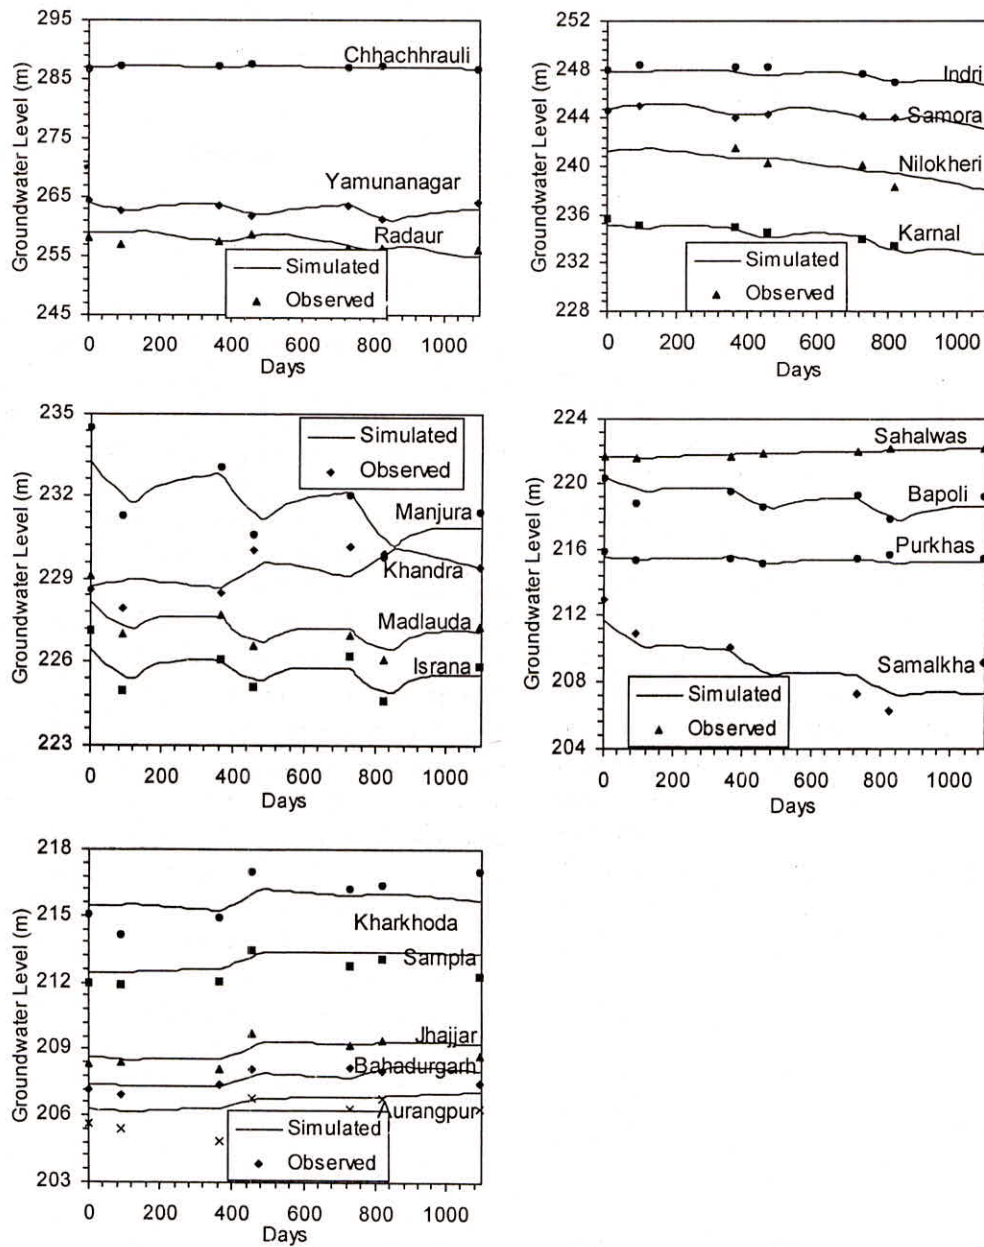 295
285
275
265
255
245
Groundwater Level (m)
Chhachhrauli
Yamunanagar
Radaur
Simulated
Observed
0 200 400 600 800 1000
Days
252
248
244
240
236
232
228
Groundwater Level (m)
Indri
Samora
Nilokheri
Karnal
Simulated
Observed
0 200 400 600 800 1000
Days
235
232
229
226
223
Groundwater Level (m)
Simulated
Observed
Manjura
Khandra
Madlauda
Israna
0 200 400 600 800 1000
Days
224
220
216
212
208
204
Groundwater Level (m)
Sahalwas
Bapoli
Purkhas
Samalkha
Simulated
Observed
0 200 400 600 800 1000
Days
218
215
212
209
206
203
Groundwater Level (m)
Kharkhoda
Sampla
Jhajjar
Bahadurgarh
Aurangpur
Simulated
Observed
0 200 400 600 800 1000
Days